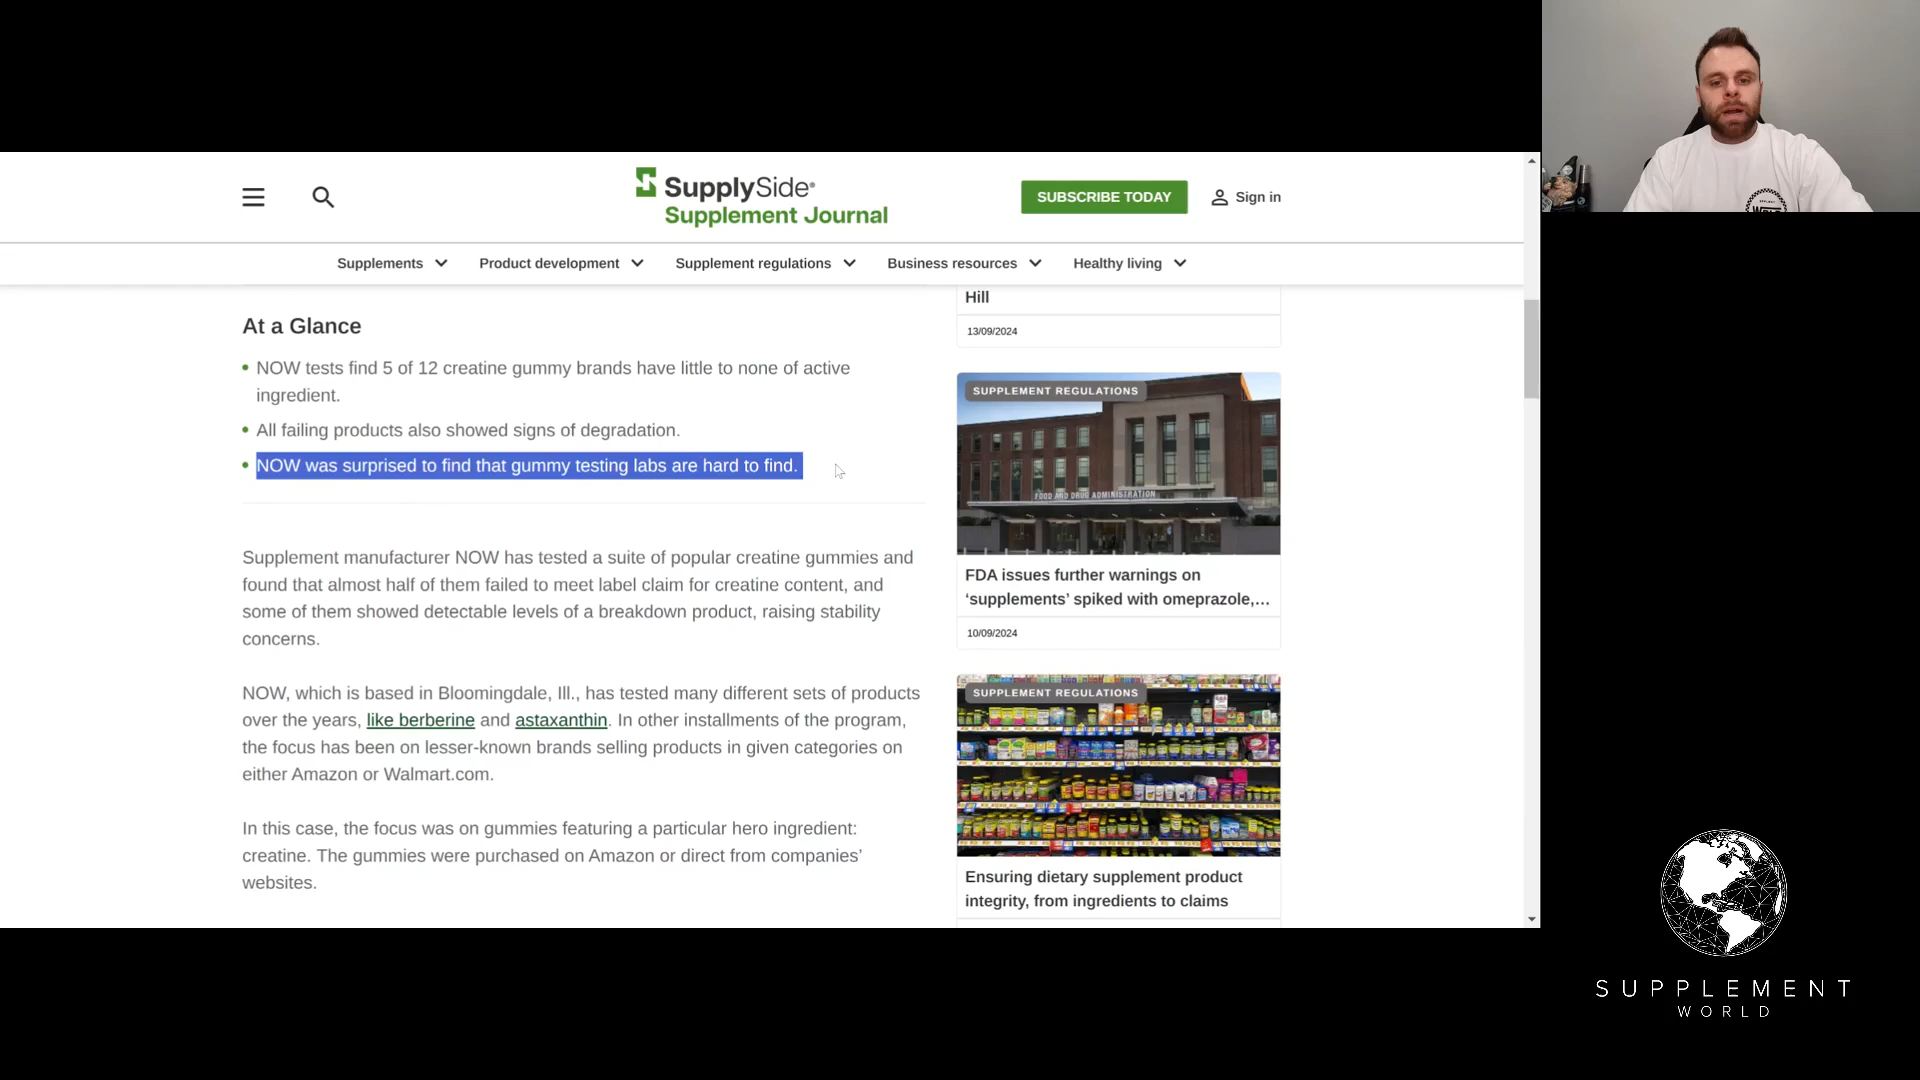 SupplySide®
Supplement Journal
SUBSCRIBE TODAY
Sign in
Supplements
Product development
Supplement regulations
Business resources
Healthy living
At a Glance
• NOW tests find 5 of 12 creatine gummy brands have little to none of active
ingredient.
• All failing products also showed signs of degradation.
• NOW was surprised to find that gummy testing labs are hard to find.
Supplement manufacturer NOW has tested a suite of popular creatine gummies and
found that almost half of them failed to meet label claim for creatine content, and
some of them showed detectable levels of a breakdown product, raising stability
concerns.
NOW, which is based in Bloomingdale, Ill., has tested many different sets of products
over the years, like berberine and astaxanthin. In other installments of the program,
the focus has been on lesser-known brands selling products in given categories on
either Amazon or Walmart.com.
In this case, the focus was on gummies featuring a particular hero ingredient:
creatine. The gummies were purchased on Amazon or direct from companies’
websites.
Hill
13/09/2024
SUPPLEMENT REGULATIONS
FOOD AND DRUG ADMINISTRATION
FDA issues further warnings on
‘supplements’ spiked with omeprazole,…
10/09/2024
SUPPLEMENT REGULATIONS
Ensuring dietary supplement product
integrity, from ingredients to claims
SUPPLEMENT
WORLD